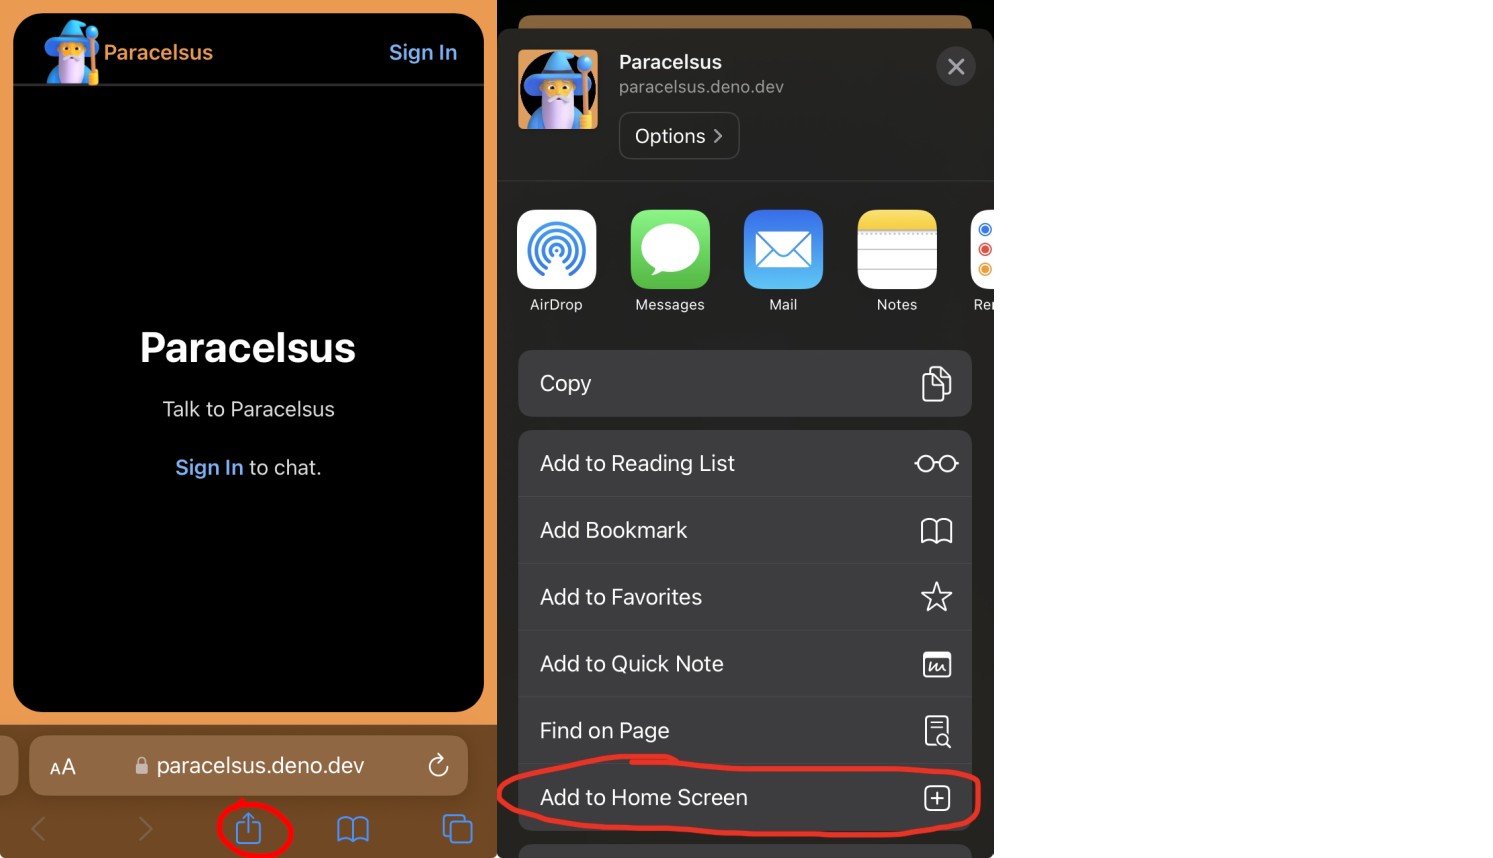 Paracelsus
Sign In
Paracelsus
Talk to Paracelsus
Sign In to chat.
AA
paracelsus.deno.dev
Paracelsus
paracelsus.deno.dev
Options
AirDrop
Messages
Mail
Notes
Rer
Copy
Add to Reading List
Add Bookmark
Add to Favorites
Add to Quick Note
Find on Page
Add to Home Screen